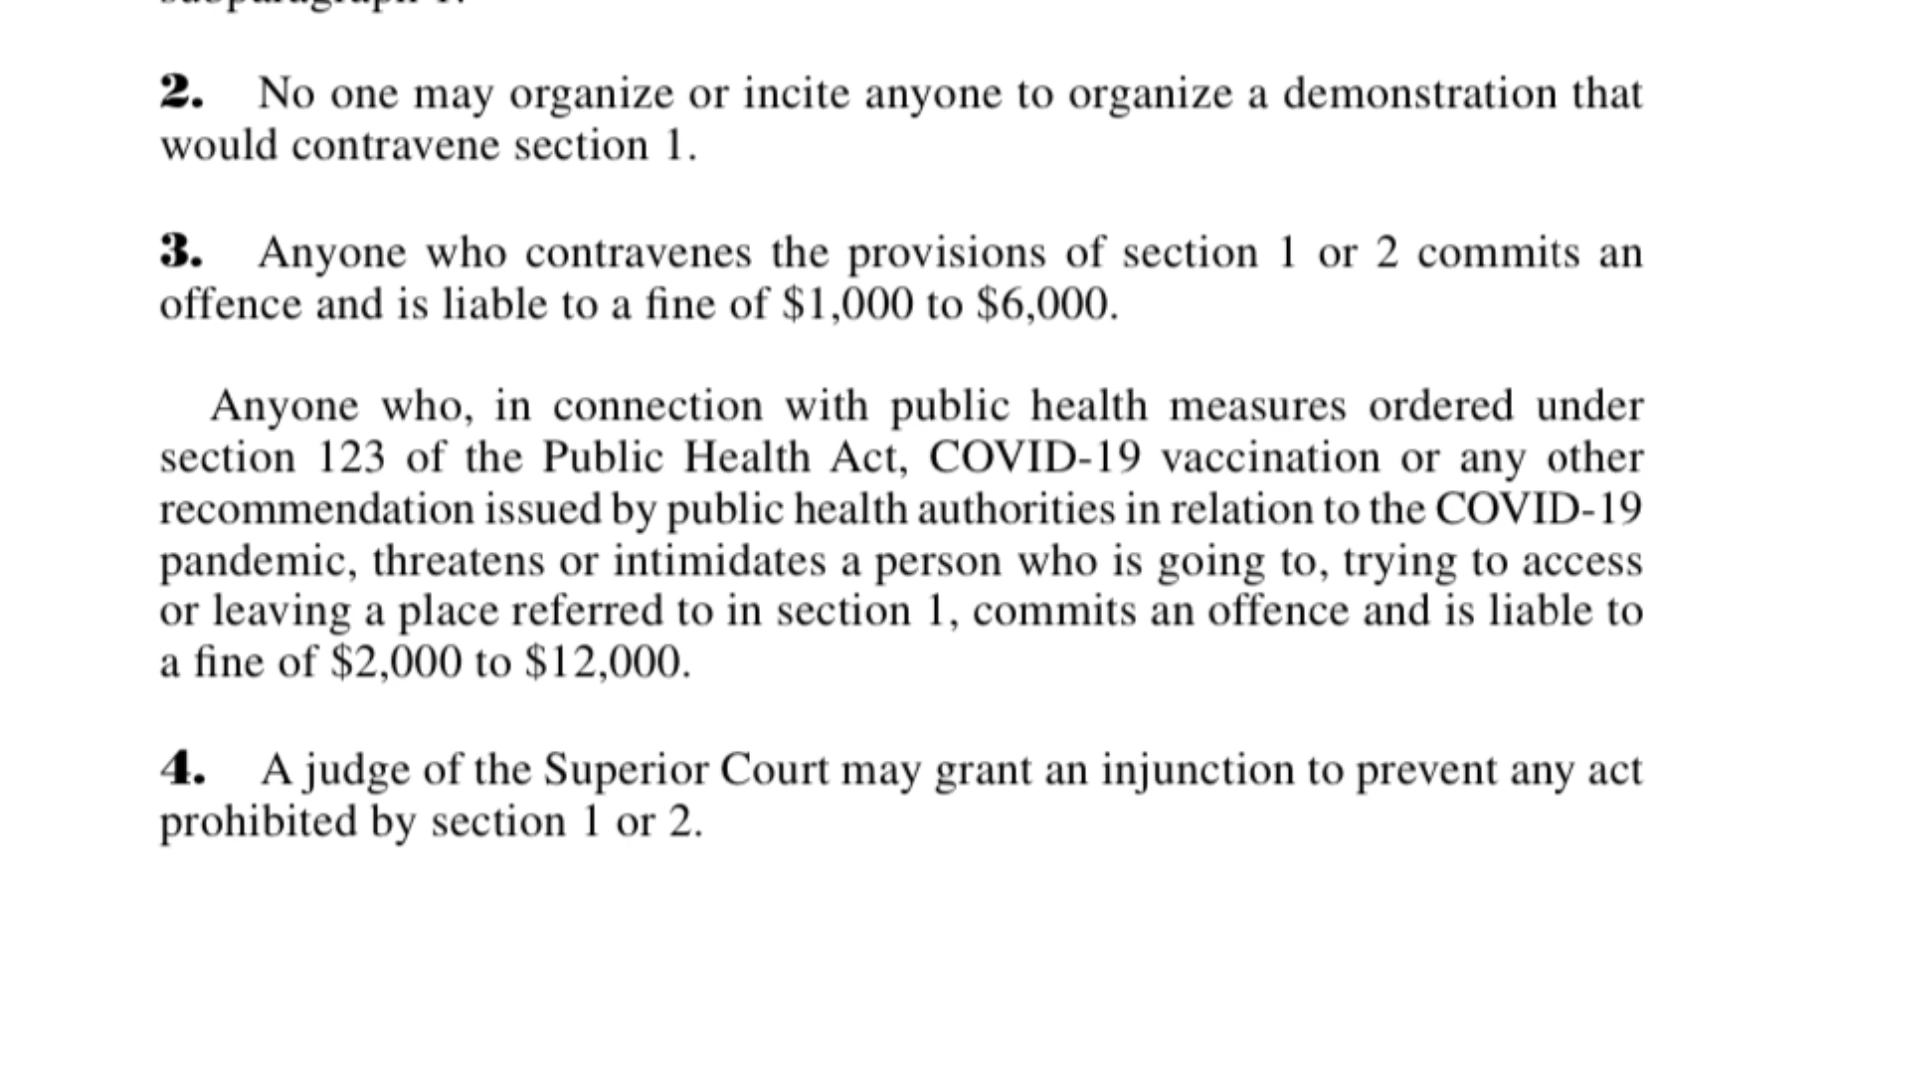 2. No one may organize or incite anyone to organize a demonstration that
would contravene section 1.
3. Anyone who contravenes the provisions of section 1 or 2 commits an
offence and is liable to a fine of $1,000 to $6,000.
Anyone who, in connection with public health measures ordered under
section 123 of the Public Health Act, COVID-19 vaccination or any other
recommendation issued by public health authorities in relation to the COVID-19
pandemic, threatens or intimidates a person who is going to, trying to access
or leaving a place referred to in section 1, commits an offence and is liable to
a fine of $2,000 to $12,000.
4. A judge of the Superior Court may grant an injunction to prevent any act
prohibited by section 1 or 2.